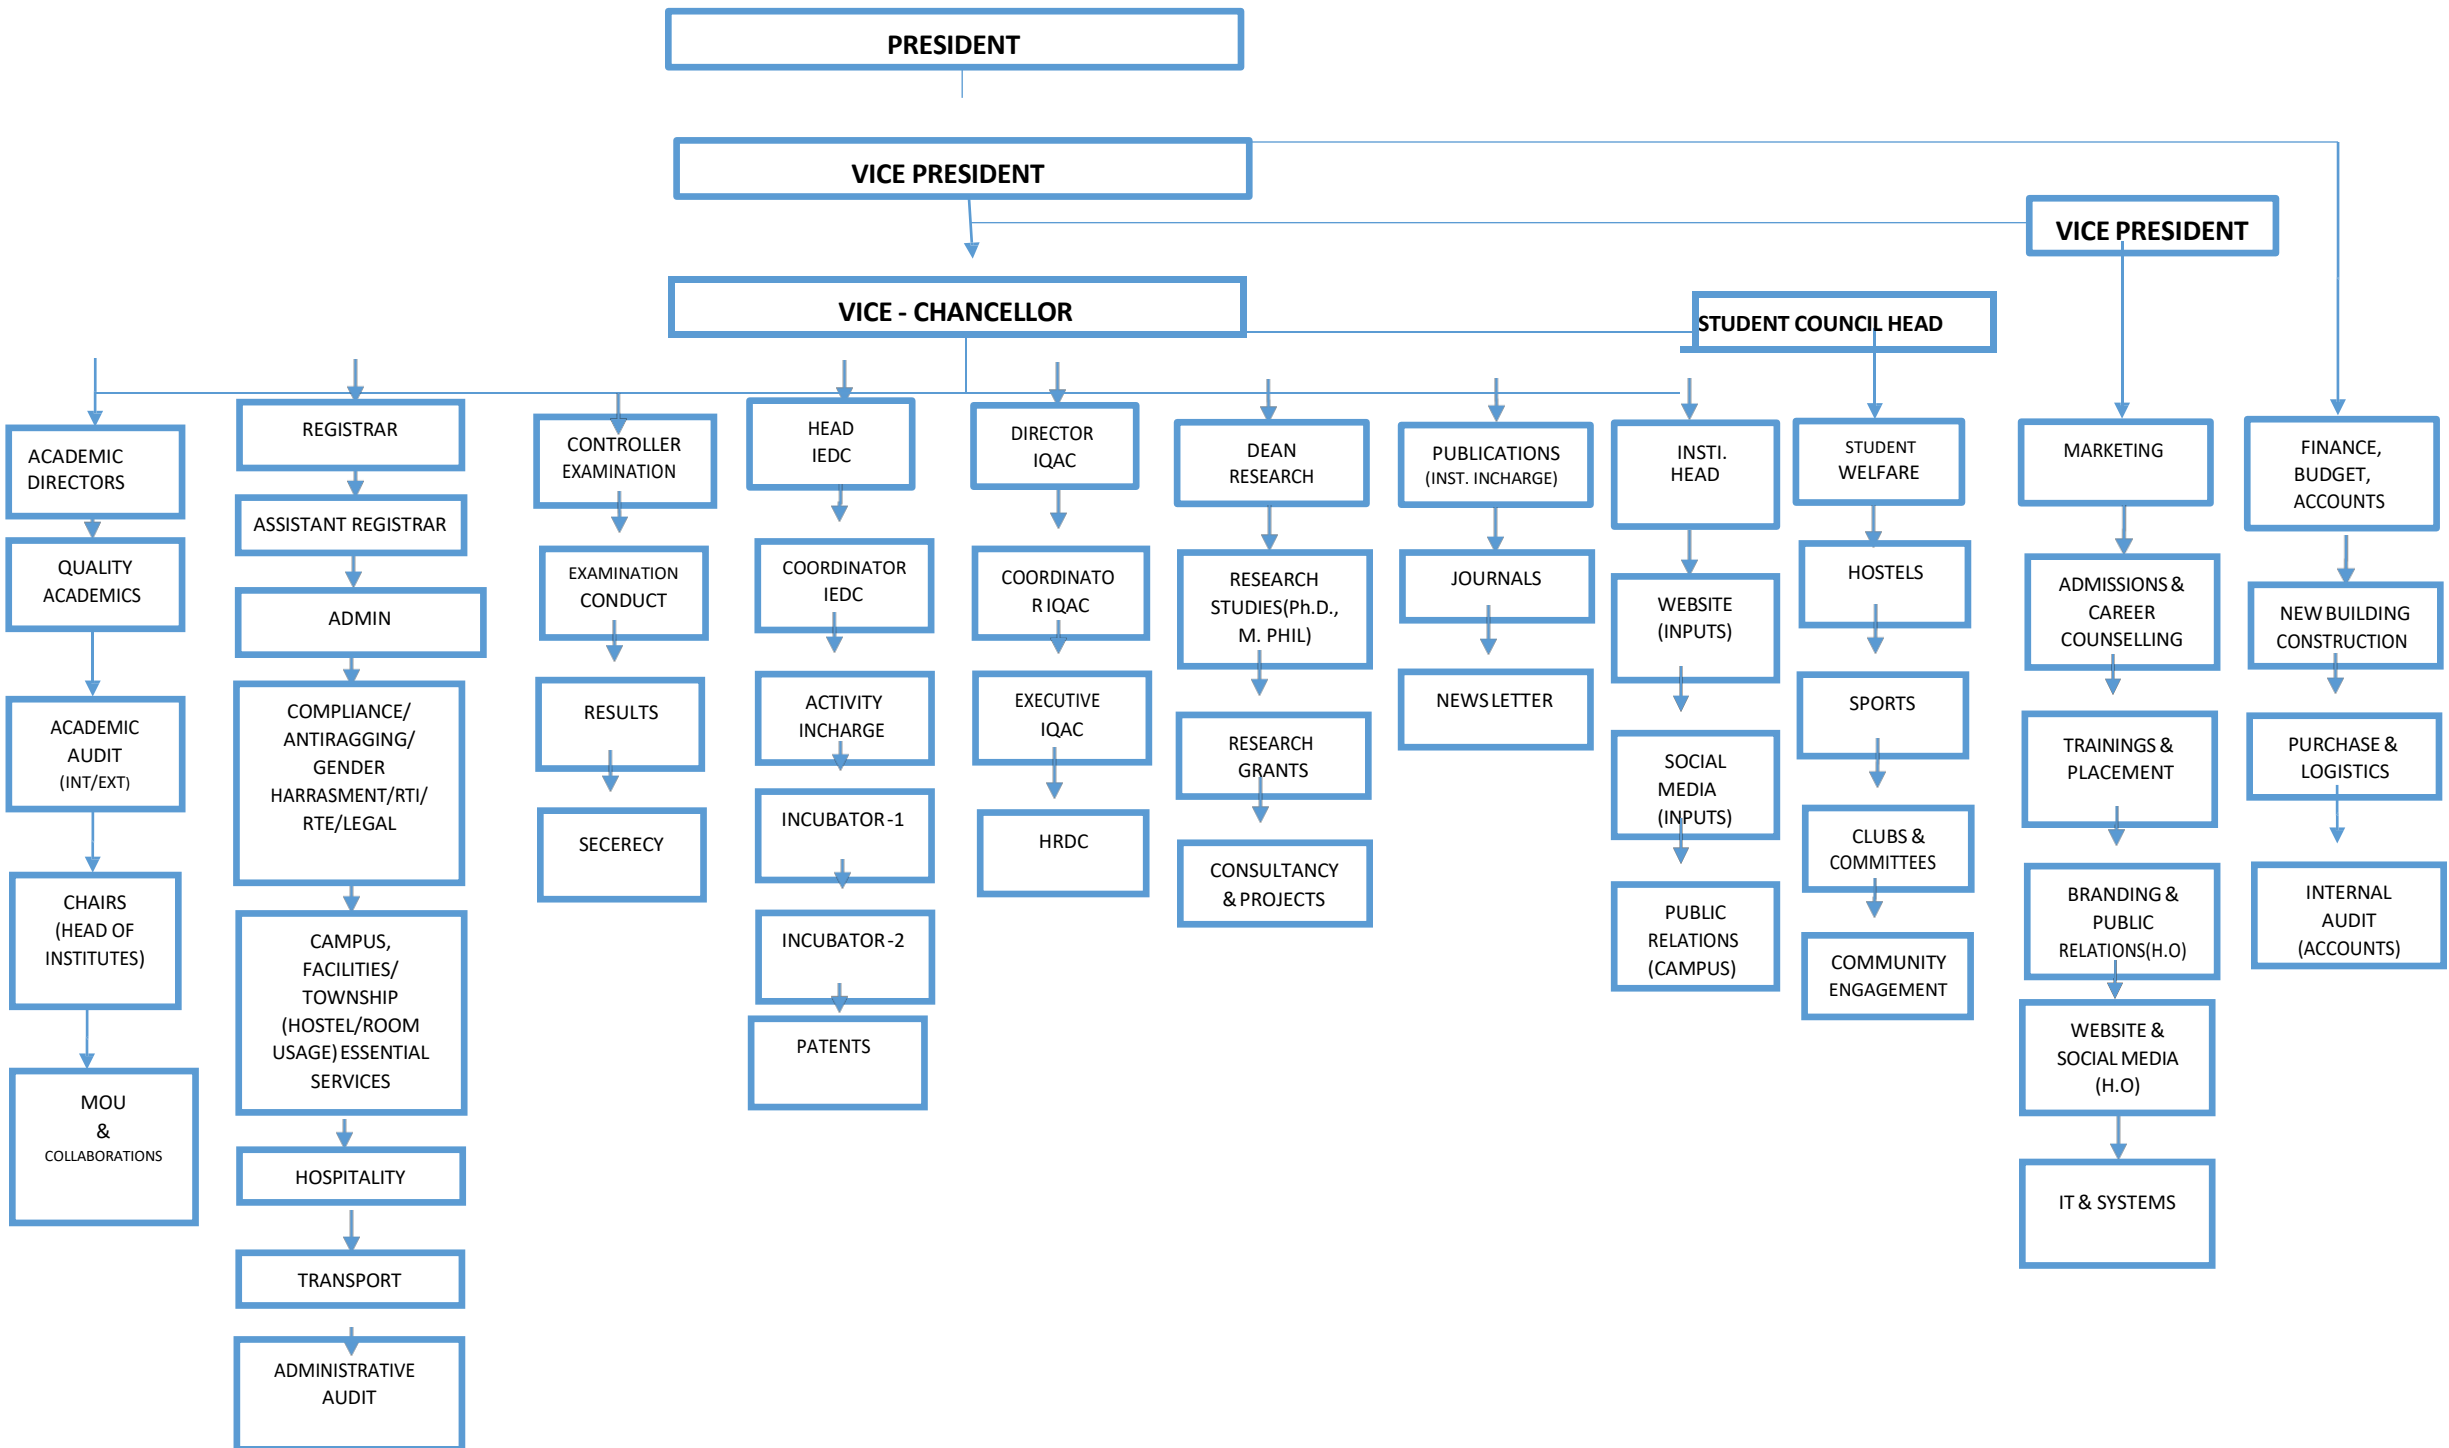 PRESIDENT
VICE PRESIDENT
VICE PRESIDENT
VICE - CHANCELLOR
STUDENT COUNCIL HEAD
ACADEMIC
DIRECTORS
QUALITY
ACADEMICS
ACADEMIC
AUDIT
(INT/EXT)
CHAIRS
(HEAD OF
INSTITUTES)
MOU
&
COLLABORATIONS
REGISTRAR
ASSISTANT REGISTRAR
ADMIN
COMPLIANCE/
ANTIRAGGING/
GENDER
HARRASMENT/RTI/
RTE/LEGAL
CAMPUS,
FACILITIES/
TOWNSHIP
(HOSTEL/ROOM
USAGE) ESSENTIAL
SERVICES
HOSPITALITY
TRANSPORT
ADMINISTRATIVE
AUDIT
CONTROLLER
EXAMINATION
EXAMINATION
CONDUCT
RESULTS
SECERECY
HEAD
IEDC
COORDINATOR
IEDC
ACTIVITY
INCHARGE
INCUBATOR-1
INCUBATOR-2
PATENTS
DIRECTOR
IQAC
COORDINATO
R IQAC
EXECUTIVE
IQAC
HRDC
DEAN
RESEARCH
RESEARCH
STUDIES(Ph.D.,
M. PHIL)
RESEARCH
GRANTS
CONSULTANCY
& PROJECTS
PUBLICATIONS
(INST. INCHARGE)
JOURNALS
NEWS LETTER
INSTI.
HEAD
WEBSITE
(INPUTS)
SOCIAL
MEDIA
(INPUTS)
PUBLIC
RELATIONS
(CAMPUS)
STUDENT
WELFARE
HOSTELS
SPORTS
CLUBS &
COMMITTEES
COMMUNITY
ENGAGEMENT
MARKETING
ADMISSIONS &
CAREER
COUNSELLING
TRAININGS &
PLACEMENT
BRANDING &
PUBLIC
RELATIONS(H.O)
WEBSITE &
SOCIAL MEDIA
(H.O)
IT & SYSTEMS
FINANCE,
BUDGET,
ACCOUNTS
NEW BUILDING
CONSTRUCTION
PURCHASE &
LOGISTICS
INTERNAL
AUDIT
(ACCOUNTS)